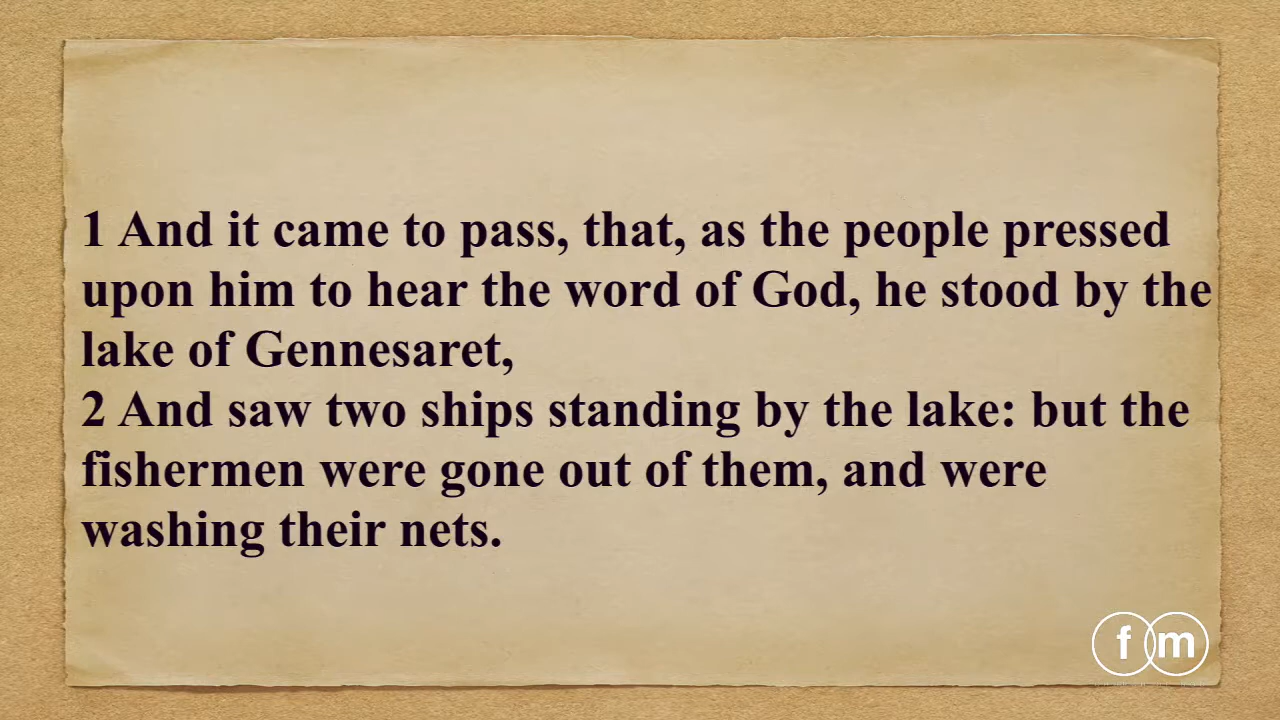 1 And it came to pass, that, as the people pressed
upon him to hear the word of God, he stood by the
lake of Gennesaret,
2 And saw two ships standing by the lake: but the
fishermen were gone out of them, and were
washing their nets.
fm